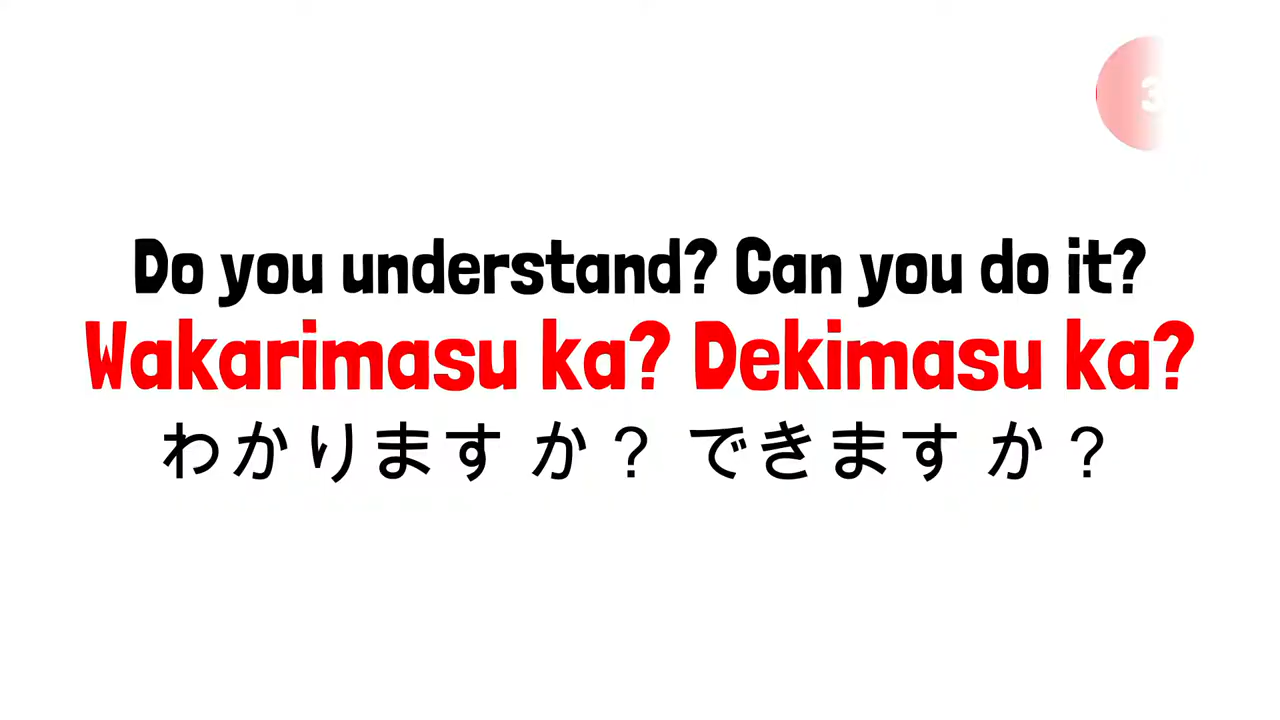 3
Do you understand? Can you do it?
Wakarimasu ka? Dekimasu ka?
わかります か？ できます か？